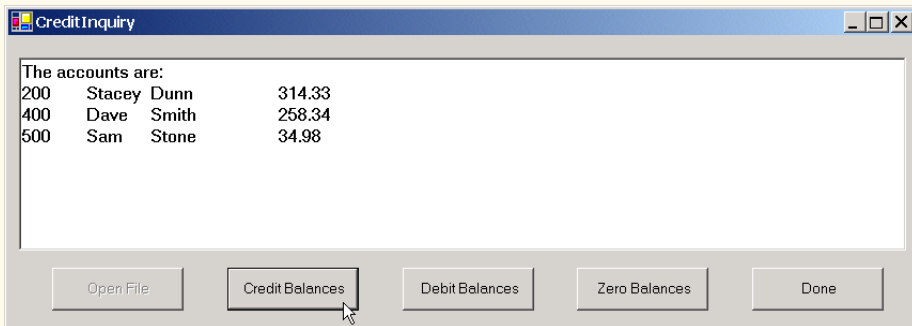 CreditInquiry
The accounts are:
200 Stacey Dunn 314.33
400 Dave Smith 258.34
500 Sam Stone 34.98
Open File Credit Balances Debit Balances Zero Balances Done